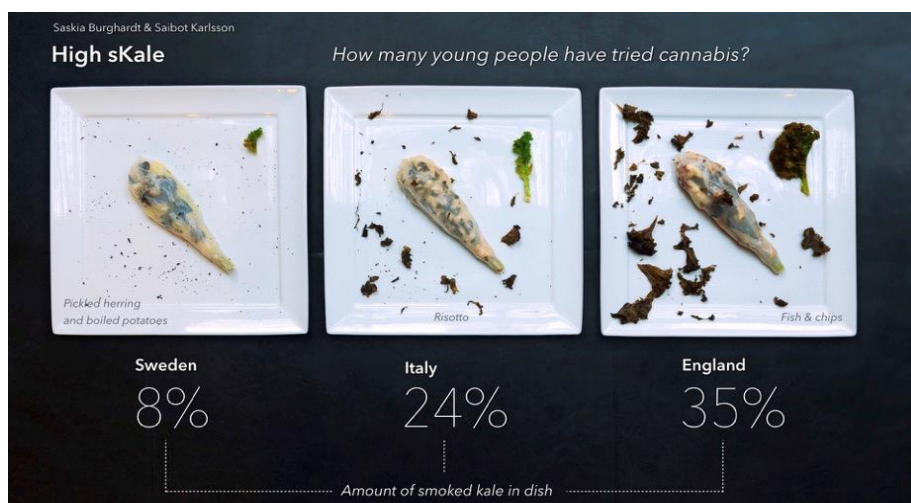 Saskia Burghardt & Saibot Karlsson
High sKale
How many young people have tried cannabis?
Pickled herring
and boiled potatoes
Risotto
Fish & chips
Sweden
Italy
England
8%
24%
35%
Amount of smoked kale in dish